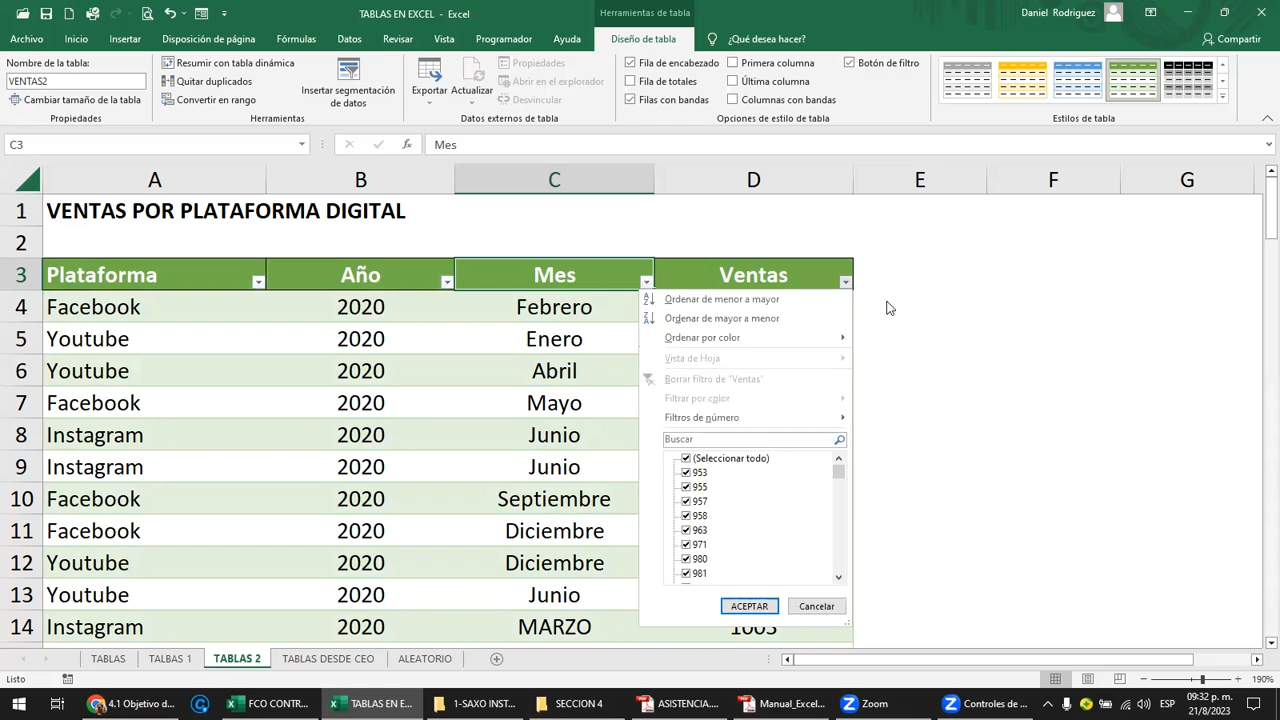 TABLAS EN EXCEL - Excel
Herramientas de tabla
Daniel Rodriguez
Archivo Inicio Insertar Disposición de página Fórmulas Datos Revisar Vista Programador Ayuda Diseño de tabla ¿Qué desea hacer? Compartir
Nombre de la tabla:
VENTAS2
Cambiar tamaño de la tabla
Propiedades
Resumir con tabla dinámica
Quitar duplicados
Convertir en rango
Insertar segmentación
de datos
Herramientas
Exportar Actualizar
Propiedades
Abrir en el explorador
Desvincular
Datos externos de tabla
Fila de encabezado Primera columna Botón de filtro
Fila de totales Última columna
Filas con bandas Columnas con bandas
Opciones de estilo de tabla
Estilos de tabla
C3 fx Mes
A B C D E F G
1 VENTAS POR PLATAFORMA DIGITAL
2
3 Plataforma Año Mes Ventas
4 Facebook 2020 Febrero
5 Youtube 2020 Enero
6 Youtube 2020 Abril
7 Facebook 2020 Mayo
8 Instagram 2020 Junio
9 Instagram 2020 Junio
10 Facebook 2020 Septiembre
11 Facebook 2020 Diciembre
12 Youtube 2020 Diciembre
13 Youtube 2020 Junio
14 Instagram 2020 MARZO 1003
Ordenar de menor a mayor
Ordenar de mayor a menor
Ordenar por color
Vista de Hoja
Borrar filtro de "Ventas"
Filtrar por color
Filtros de número
Buscar
(Seleccionar todo)
953
955
957
958
963
971
980
981
ACEPTAR Cancelar
TABLAS TALBAS 1 TABLAS 2 TABLAS DESDE CEO ALEATORIO
Listo 190%
4.1 Objetivo d... FCO CONTR... TABLAS EN E... 1-SAXO INST... SECCION 4 ASISTENCIA.... Manual_Exc... Zoom Controles de ... ESP 09:32 p. m.
21/8/2023